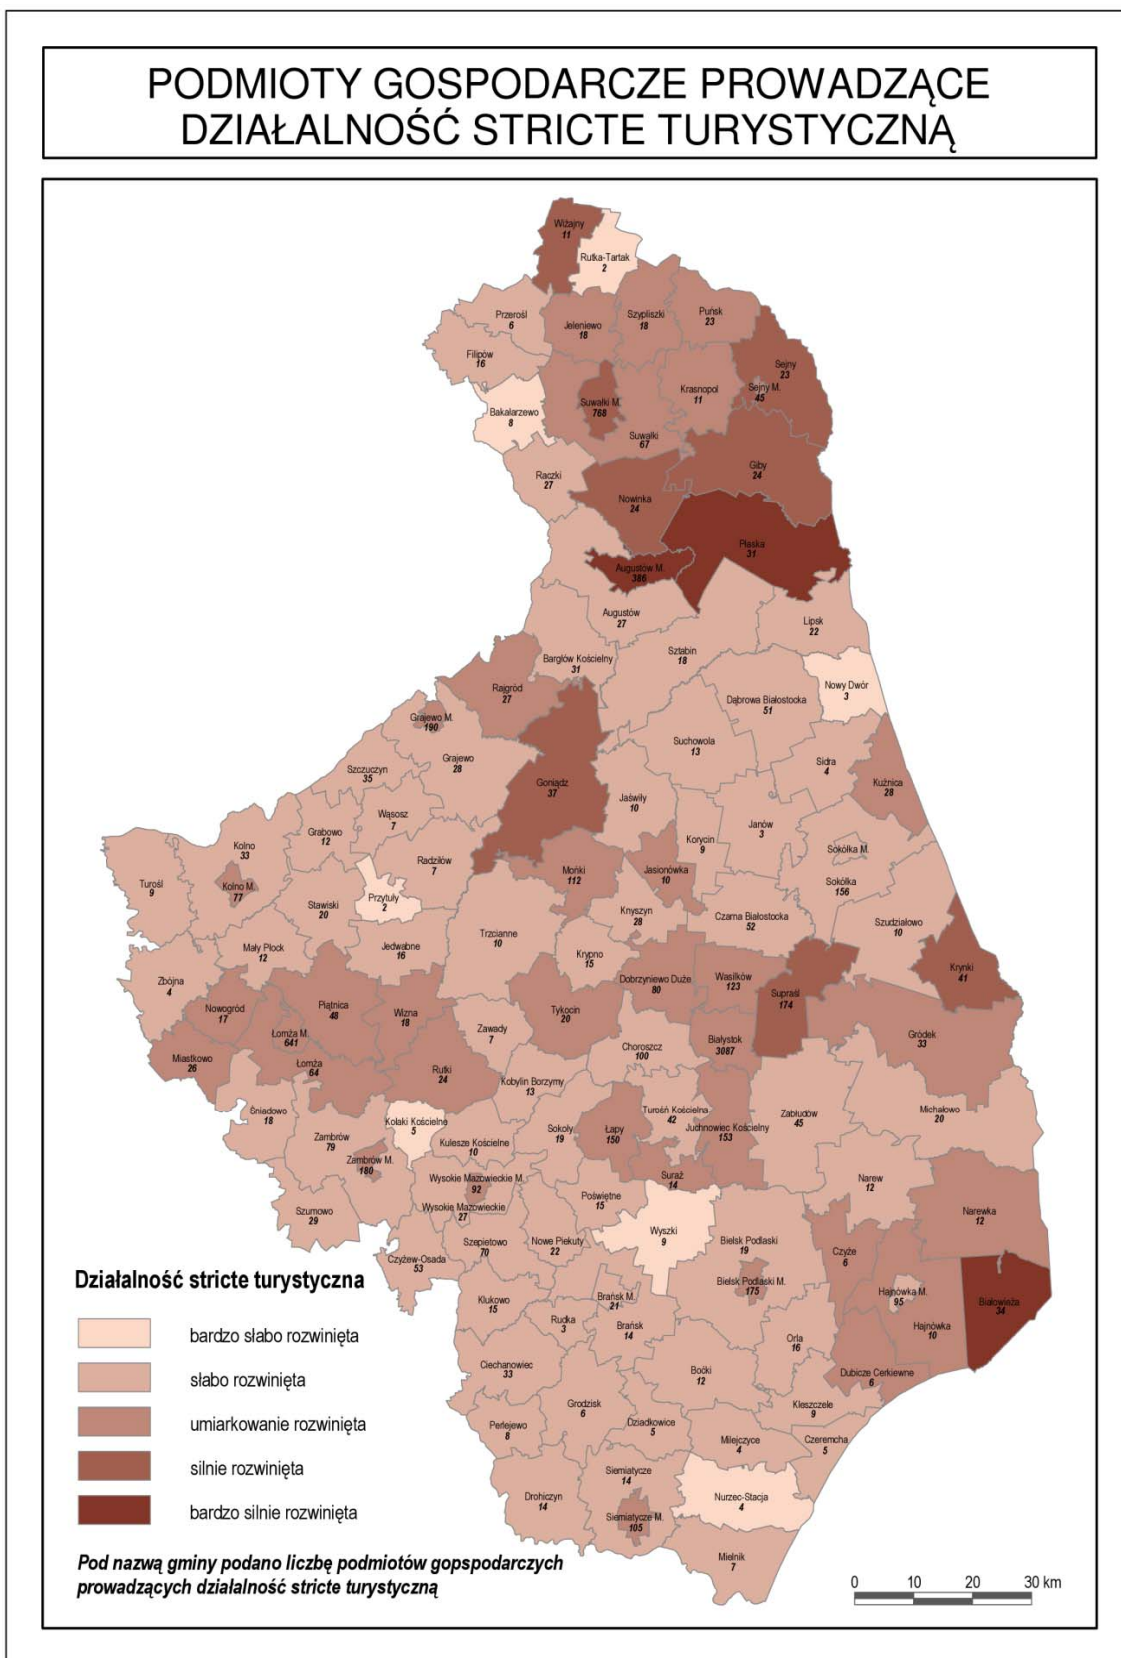 PODMIOTY GOSPODARCZE PROWADZĄCE
DZIAŁALNOŚĆ STRICTE TURYSTYCZNĄ
Wiżajny
11
Rutka-Tartak
2
Przerośl
6
Jeleniewo
18
Szypliszki
18
Puńsk
23
Filipów
16
Sejny
23
Sejny M.
45
Krasnopol
11
Suwałki M.
768
Bakałarzewo
8
Suwałki
67
Raczki
27
Giby
24
Nowinka
24
Płaska
31
Augustów M.
386
Augustów
27
Lipsk
22
Sztabin
18
Bargłów Kościelny
31
Rajgród
27
Nowy Dwór
3
Dąbrowa Białostocka
51
Grajewo M.
190
Suchowola
13
Grajewo
28
Szczuczyn
35
Sidra
4
Kuźnica
28
Goniądz
37
Jaświły
10
Wąsosz
7
Grabowo
12
Janów
3
Korycin
9
Kolno
33
Sokółka M.
Radziłów
7
Mońki
112
Jasionówka
10
Sokółka
156
Turośl
9
Kolno M.
77
Przytuły
2
Stawiski
20
Knyszyn
28
Czarna Białostocka
52
Szudziałowo
10
Trzcianne
10
Mały Płock
12
Jedwabne
16
Krypno
15
Krynki
41
Zbójna
4
Dobrzyniewo Duże
80
Wasilków
123
Supraśl
174
Nowogród
17
Piątnica
48
Wizna
18
Tykocin
20
Zawady
7
Gródek
33
Łomża M.
641
Białystok
3087
Choroszcz
100
Miastkowo
26
Łomża
64
Rutki
24
Kobylin Borzymy
13
Śniadowo
18
Turośń Kościelna
42
Zabłudów
45
Michałowo
20
Kołaki Kościelne
5
Sokoły
19
Łapy
150
Juchnowiec Kościelny
153
Zambrów
79
Kulesze Kościelne
10
Zambrów M.
180
Wysokie Mazowieckie M.
92
Suraż
14
Narew
12
Poświętne
15
Wysokie Mazowieckie
27
Szumowo
29
Narewka
12
Wyszki
9
Bielsk Podlaski
19
Szepietowo
70
Nowe Piekuty
22
Czyże
6
Czyżew-Osada
53
Bielsk Podlaski M.
175
Hajnówka M.
95
Białowieża
34
Brańsk M.
21
Klukowo
15
Rudka
3
Brańsk
14
Hajnówka
10
Orla
16
Ciechanowiec
33
Boćki
12
Dubicze Cerkiewne
6
Grodzisk
6
Kleszczele
9
Dziadkowice
5
Perlejewo
8
Milejczyce
4
Czeremcha
5
Siemiatycze
14
Drohiczyn
14
Nurzec-Stacja
4
Siemiatycze M.
105
Mielnik
7
Działalność stricte turystyczna
bardzo słabo rozwinięta
słabo rozwinięta
umiarkowanie rozwinięta
silnie rozwinięta
bardzo silnie rozwinięta
Pod nazwą gminy podano liczbę podmiotów gopspodarczych
prowadzących działalność stricte turystyczną
0 10 20 30 km